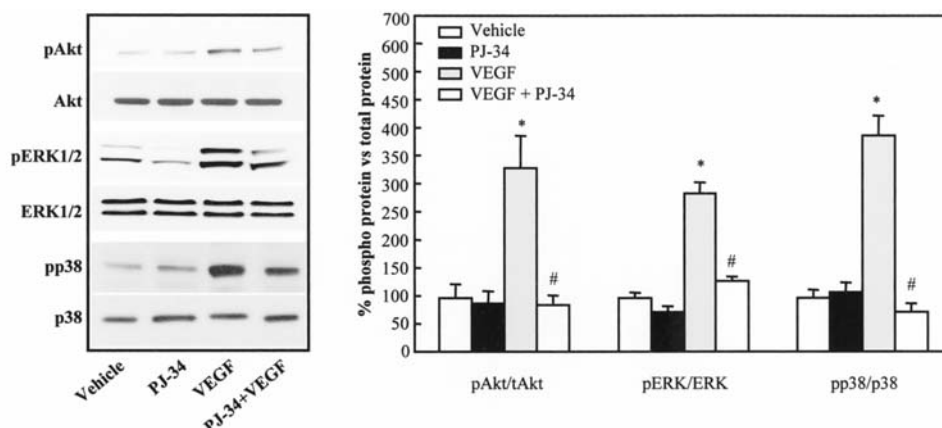 pAkt
Akt
pERK1/2
ERK1/2
pp38
p38
Vehicle
PJ-34
VEGF
PJ-34+VEGF
% phospho protein vs total protein
700
600
500
400
350
300
250
150
100
50
0
Vehicle
PJ-34
VEGF
VEGF + PJ-34
*
#
*
#
*
#
pAkt/tAkt
pERK/ERK
pp38/p38